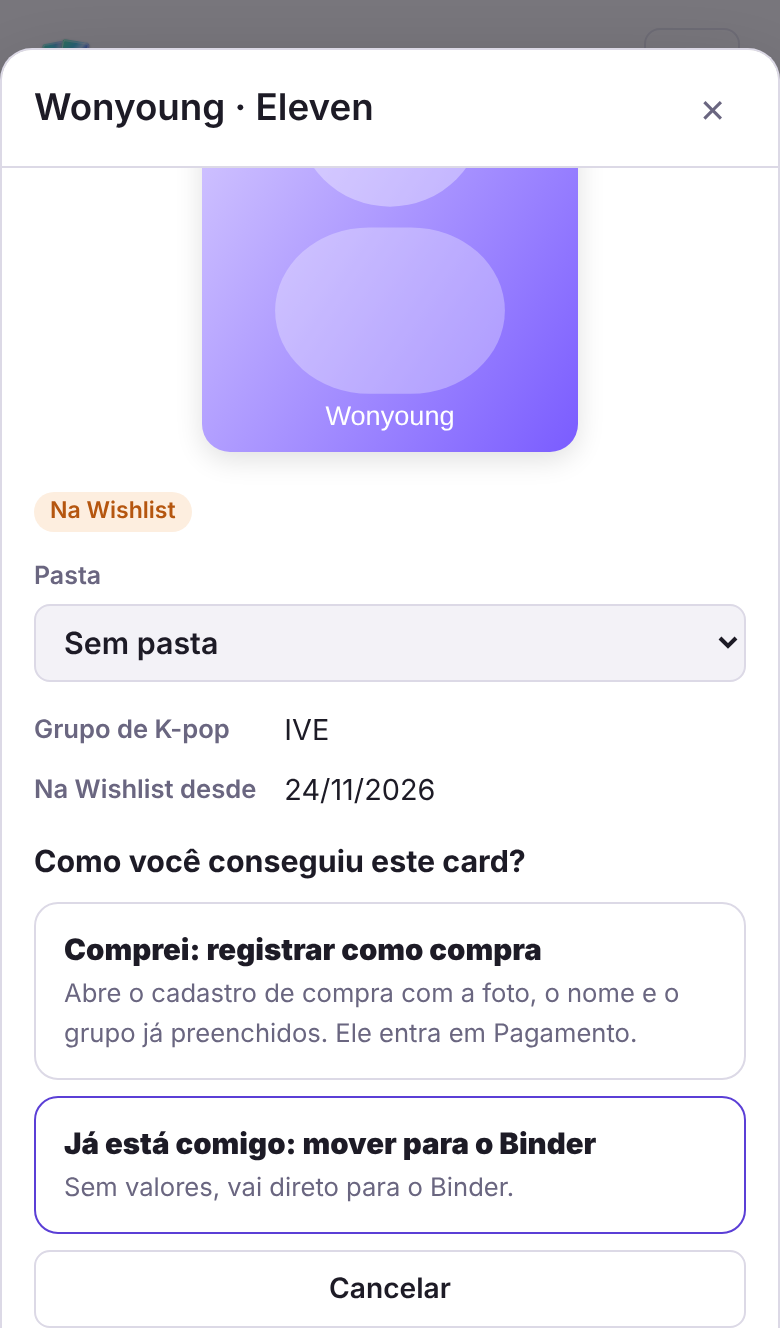 Wonyoung · Eleven
Wonyoung
Na Wishlist
Pasta
Sem pasta
Grupo de K-pop IVE
Na Wishlist desde 24/11/2026
Como você conseguiu este card?
Comprei: registrar como compra
Abre o cadastro de compra com a foto, o nome e o
grupo já preenchidos. Ele entra em Pagamento.
Já está comigo: mover para o Binder
Sem valores, vai direto para o Binder.
Cancelar